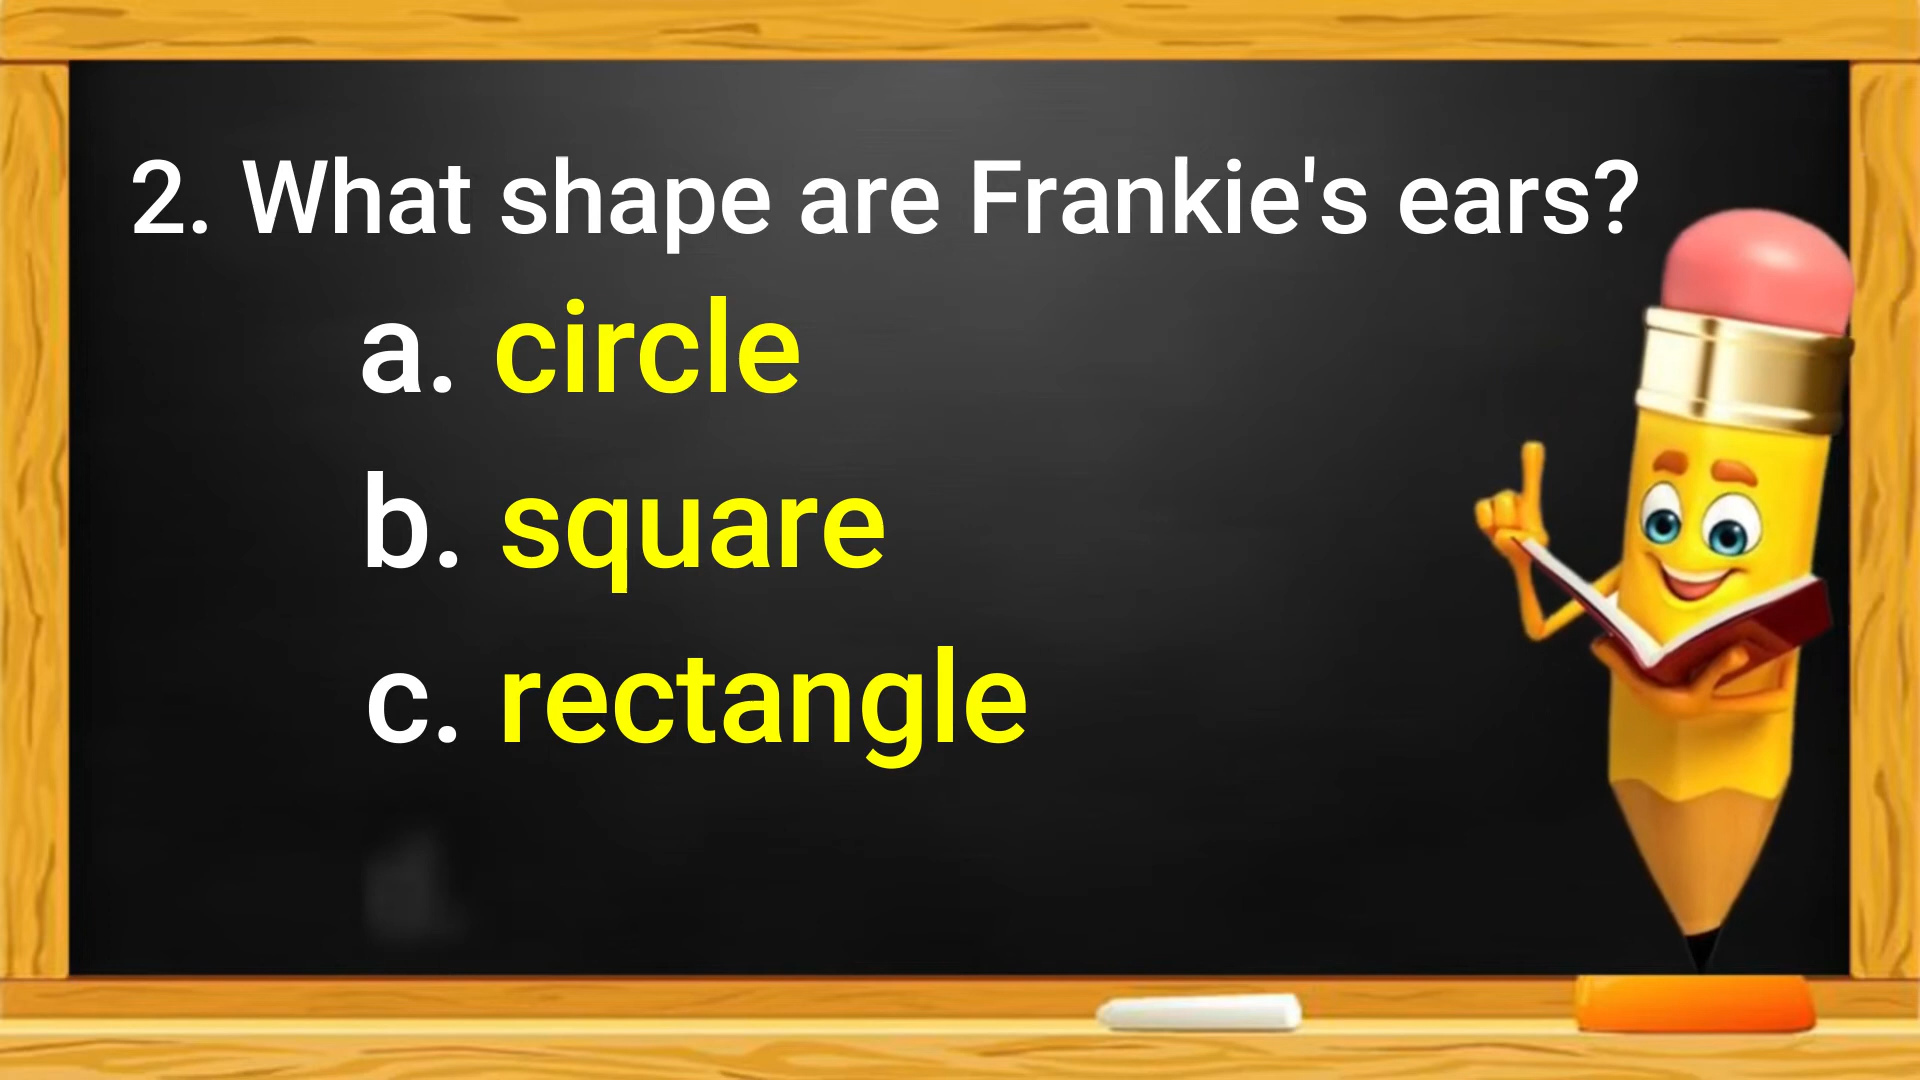 2. What shape are Frankie's ears?
a. circle
b. square
c. rectangle